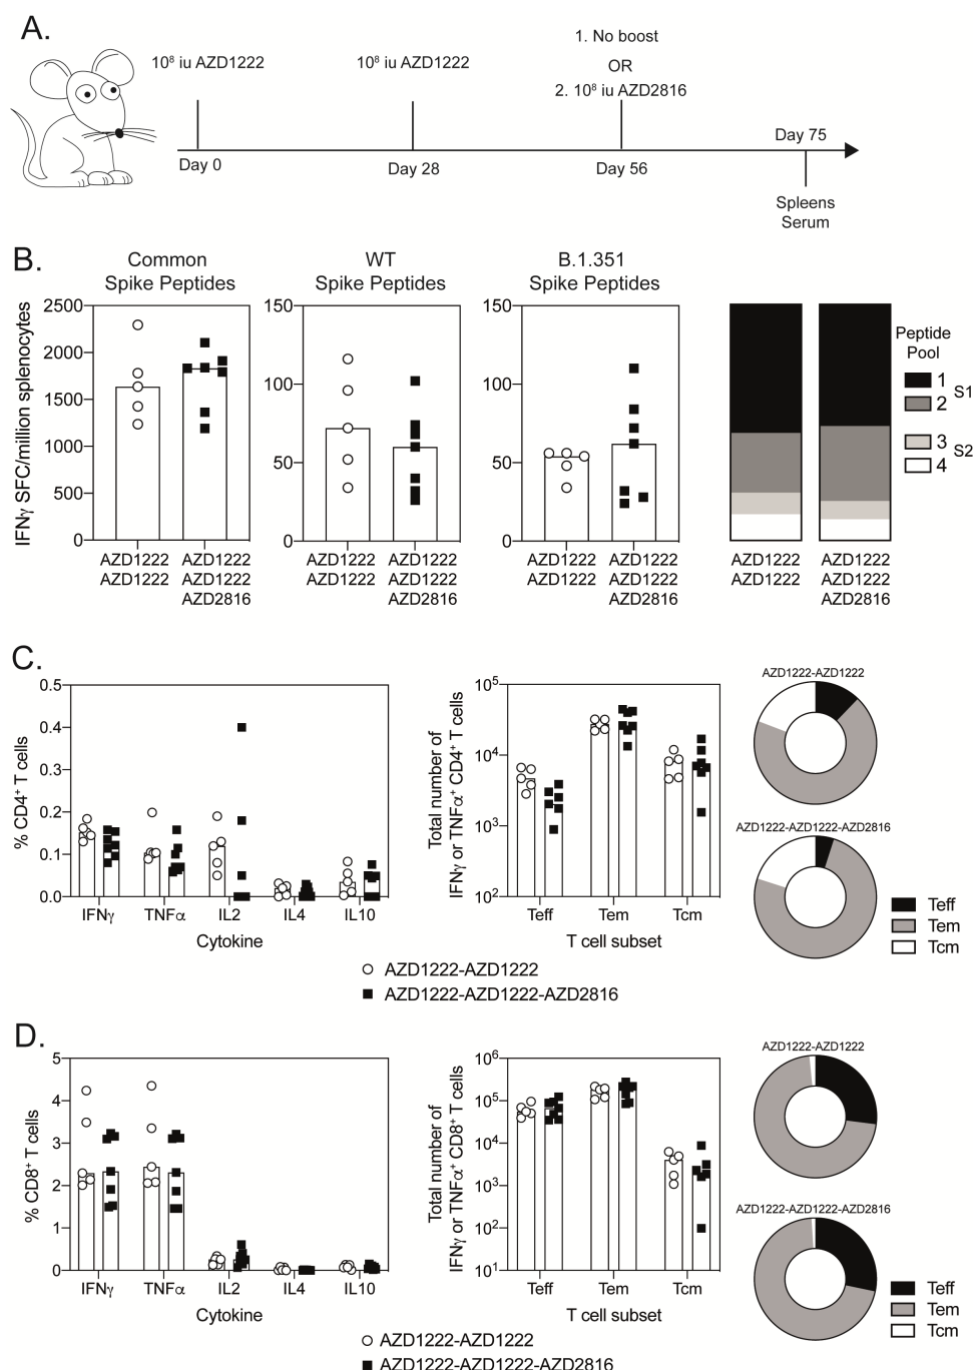 A.
10⁸ iu AZD1222
10⁸ iu AZD1222
1. No boost
OR
2. 10⁸ iu AZD2816
Day 0
Day 28
Day 56
Day 75
Spleens
Serum
B.
Common
Spike Peptides
WT
Spike Peptides
B.1.351
Spike Peptides
IFNγ SFC/million splenocytes
2500
2000
1500
1000
500
0
AZD1222
AZD1222
AZD1222
AZD1222
AZD2816
150
100
50
0
AZD1222
AZD1222
AZD1222
AZD1222
AZD2816
150
100
50
0
AZD1222
AZD1222
AZD1222
AZD1222
AZD2816
AZD1222
AZD1222
AZD1222
AZD1222
AZD2816
Peptide
Pool
1
2
S1
3
4
S2
C.
% CD4⁺ T cells
0.5
0.4
0.3
0.2
0.1
0.0
IFNγ TNFα IL2 IL4 IL10
Cytokine
Total number of
IFNγ or TNFα⁺ CD4⁺ T cells
10⁵
10⁴
10³
10²
Teff Tem Tcm
T cell subset
AZD1222-AZD1222
AZD1222-AZD1222-AZD2816
Teff
Tem
Tcm
AZD1222-AZD1222
AZD1222-AZD1222-AZD2816
D.
% CD8⁺ T cells
5
4
3
2
1
0
IFNγ TNFα IL2 IL4 IL10
Cytokine
Total number of
IFNγ or TNFα⁺ CD8⁺ T cells
10⁶
10⁵
10⁴
10³
10²
10¹
Teff Tem Tcm
T cell subset
AZD1222-AZD1222
AZD1222-AZD1222-AZD2816
Teff
Tem
Tcm
AZD1222-AZD1222
AZD1222-AZD1222-AZD2816